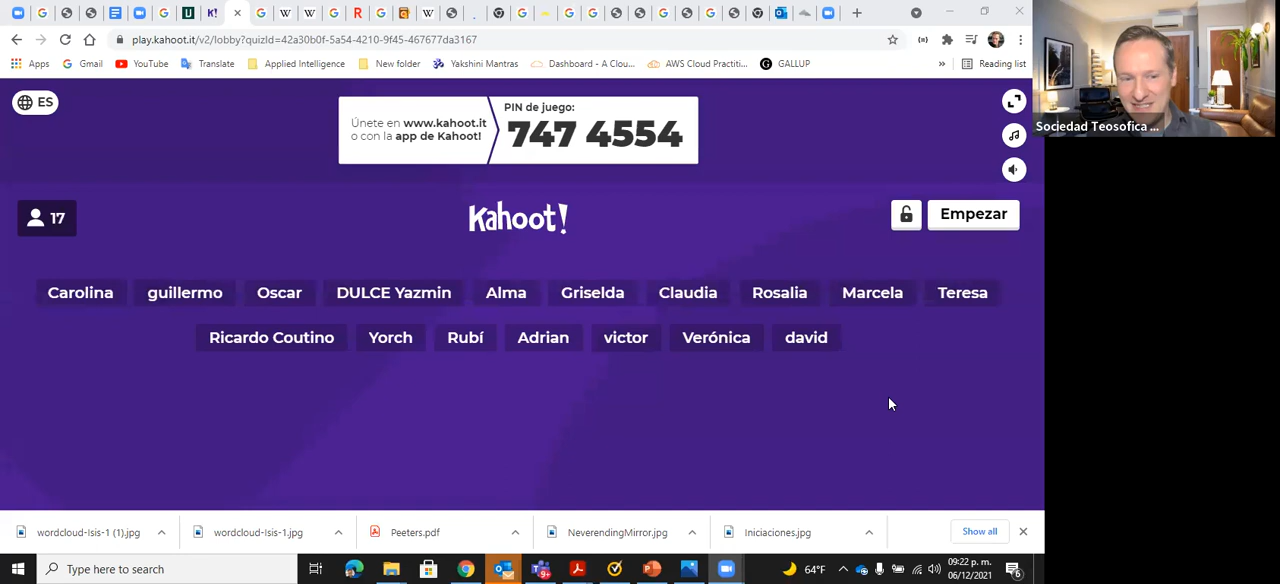 play.kahoot.it/v2/lobby?quizId=42a30b0f-5a54-4210-9f45-467677da3167
Apps Gmail YouTube Translate Applied Intelligence New folder Yakshini Mantras Dashboard - A Clou... AWS Cloud Practiti... GALLUP » Reading list
ES
Únete en www.kahoot.it
o con la app de Kahoot!
PIN de juego:
747 4554
Sociedad Teosofica ...
17
Kahoot!
Empezar
Carolina guillermo Oscar DULCE Yazmin Alma Griselda Claudia Rosalia Marcela Teresa
Ricardo Coutino Yorch Rubí Adrian victor Verónica david
wordcloud-Isis-1 (1).jpg wordcloud-Isis-1.jpg Peeters.pdf NeverendingMirror.jpg Iniciaciones.jpg Show all
Type here to search
64°F
09:22 p. m.
06/12/2021
6